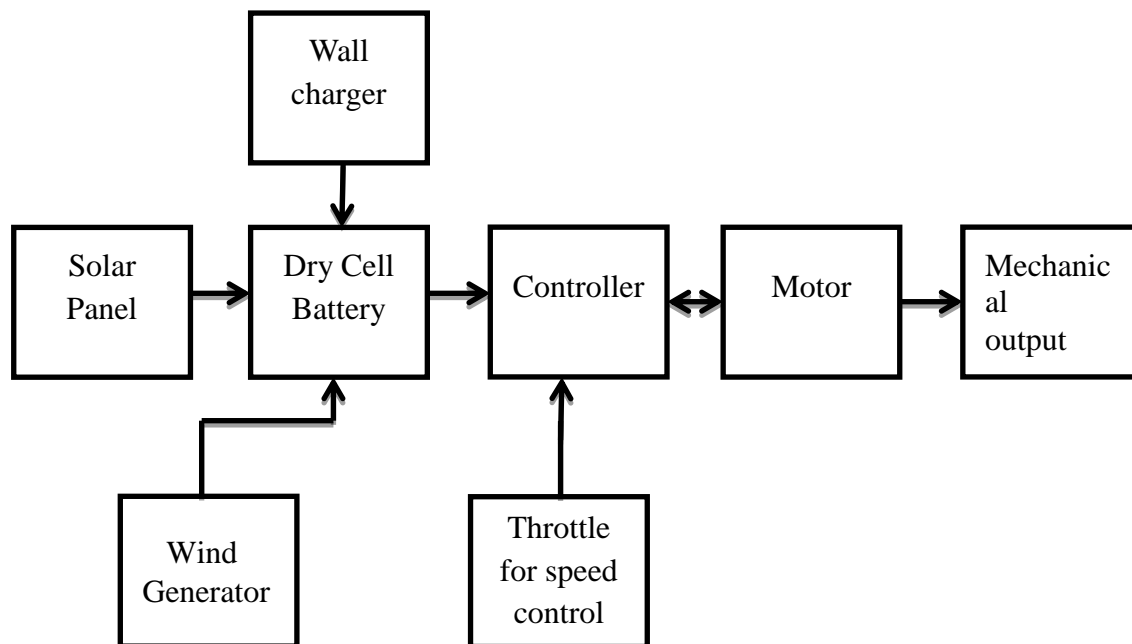 Wall
charger
Solar
Panel
Dry Cell
Battery
Controller
Motor
Mechanic
al
output
Wind
Generator
Throttle
for speed
control